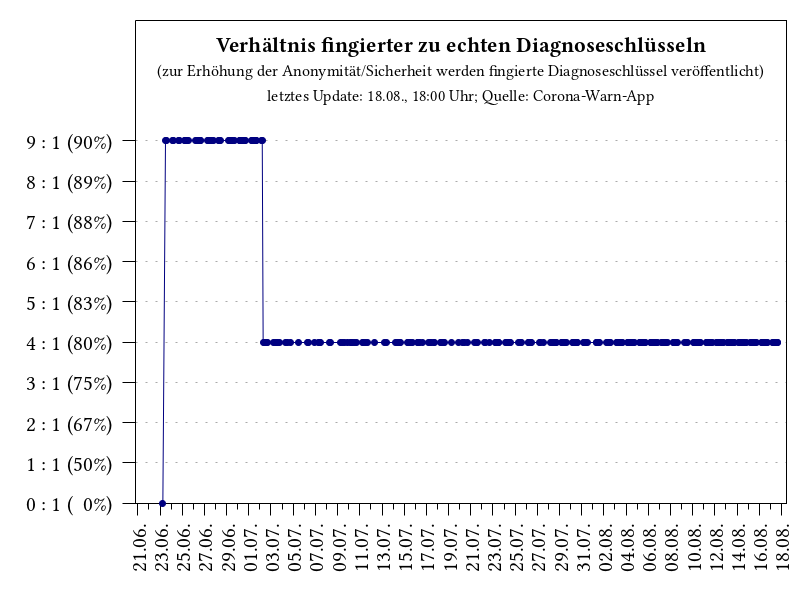 Verhältnis fingierter zu echten Diagnoseschlüsseln
(zur Erhöhung der Anonymität/Sicherheit werden fingierte Diagnoseschlüssel veröffentlicht)
letztes Update: 18.08., 18:00 Uhr; Quelle: Corona-Warn-App
9 : 1 (90%)
8 : 1 (89%)
7 : 1 (88%)
6 : 1 (86%)
5 : 1 (83%)
4 : 1 (80%)
3 : 1 (75%)
2 : 1 (67%)
1 : 1 (50%)
0 : 1 (  0%)
21.06.
23.06.
25.06.
27.06.
29.06.
01.07.
03.07.
05.07.
07.07.
09.07.
11.07.
13.07.
15.07.
17.07.
19.07.
21.07.
23.07.
25.07.
27.07.
29.07.
31.07.
02.08.
04.08.
06.08.
08.08.
10.08.
12.08.
14.08.
16.08.
18.08.